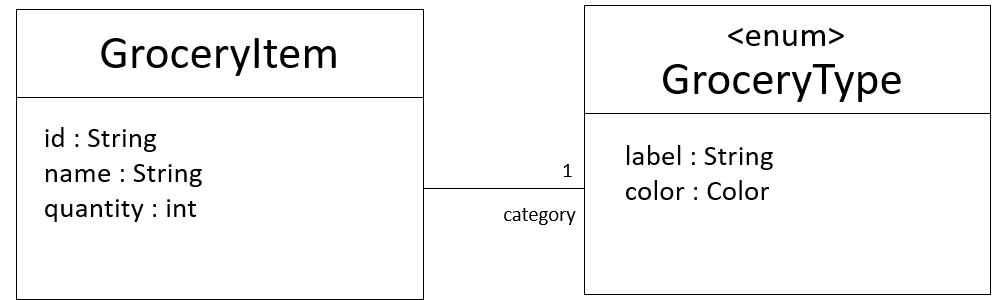 GroceryItem
id : String
name : String
quantity : int
1
category
<enum>
GroceryType
label : String
color : Color